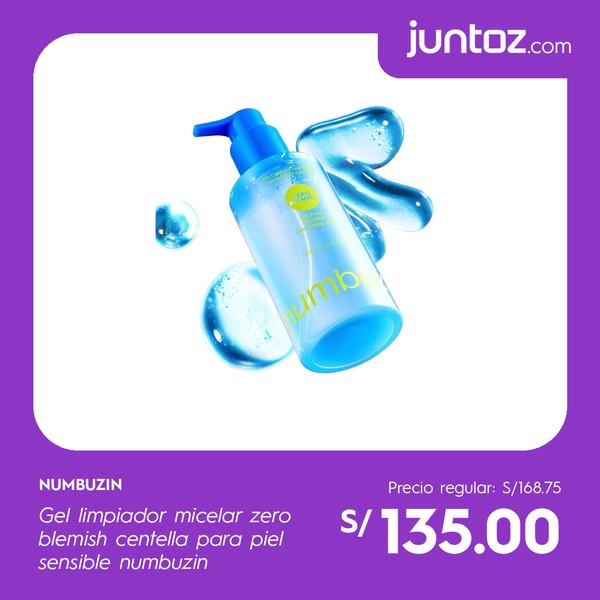 juntoz.com
numbu
NUMBUZIN
Gel limpiador micelar zero
blemish centella para piel
sensible numbuzin
Precio regular: S/168.75
S/135.00